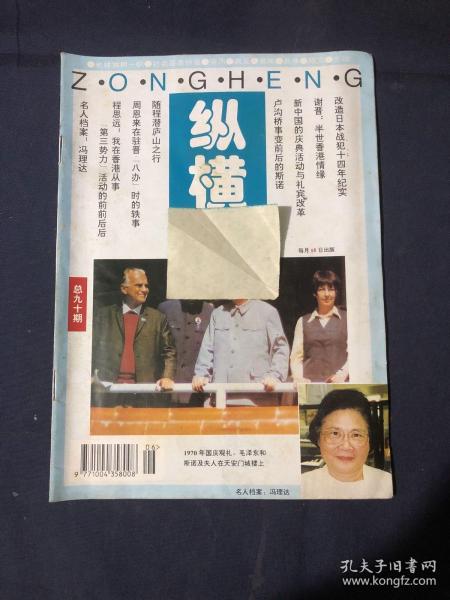 Z·O·N·G·H·E·N·G
纵横
改造日本战犯十四年纪实
谢晋：半世香港情缘
新中国的庆典活动与礼宾改革
卢沟桥事变前后的斯诺
随程潜庐山之行
周恩来在驻晋“八办”时的轶事
程思远：我在香港从事
“第三势力”活动的前前后后
名人档案：冯理达
每月10日出版
总九十期
06>
9 771004 358008
1970年国庆观礼，毛泽东和
斯诺及夫人在天安门城楼上
名人档案：冯理达
孔夫子旧书网
www.kongfz.com